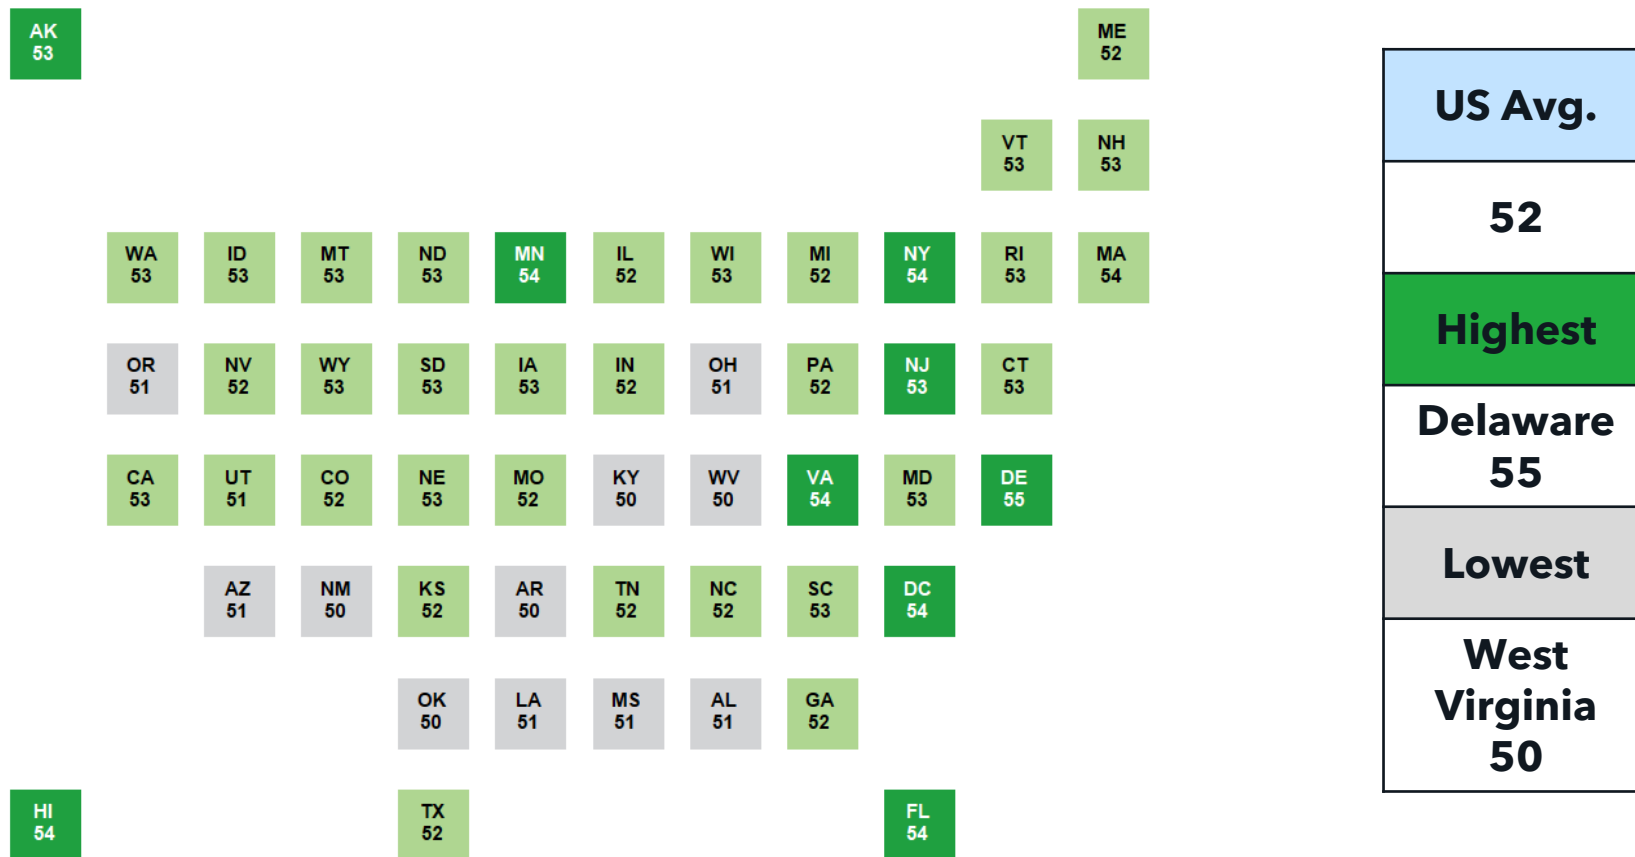 AK
53
ME
52
VT
53
NH
53
WA
53
ID
53
MT
53
ND
53
MN
54
IL
52
WI
53
MI
52
NY
54
RI
53
MA
54
OR
51
NV
52
WY
53
SD
53
IA
53
IN
52
OH
51
PA
52
NJ
53
CT
53
CA
53
UT
51
CO
52
NE
53
MO
52
KY
50
WV
50
VA
54
MD
53
DE
55
AZ
51
NM
50
KS
52
AR
50
TN
52
NC
52
SC
53
DC
54
OK
50
LA
51
MS
51
AL
51
GA
52
HI
54
TX
52
FL
54
US Avg.
52
Highest
Delaware
55
Lowest
West
Virginia
50